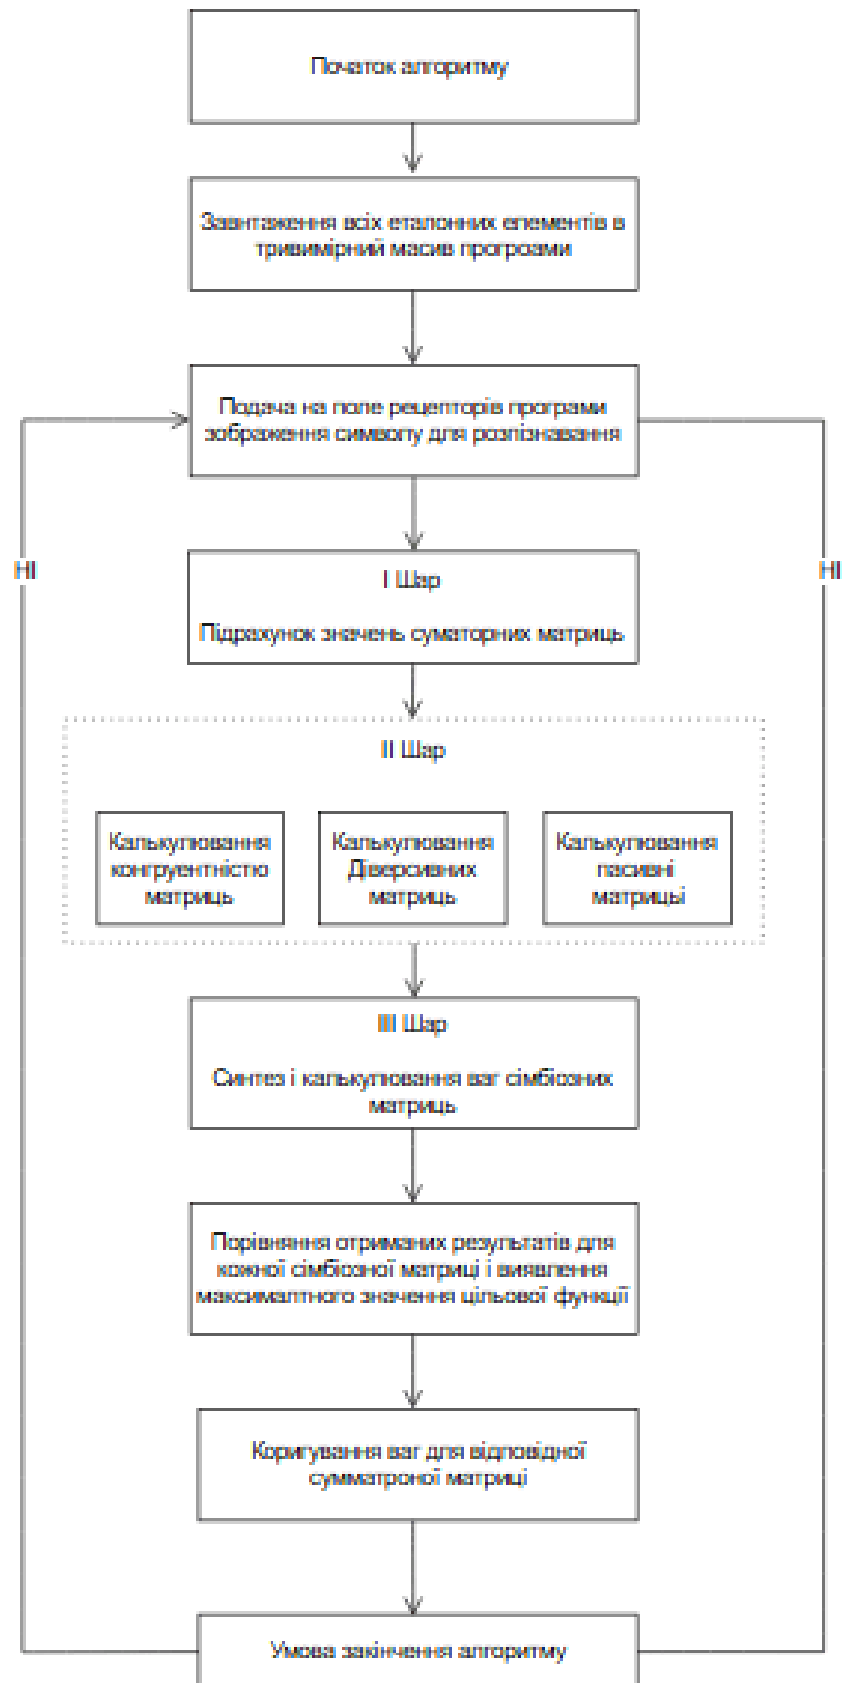 Початок алгоритму
Завнтаження всіх еталонних елементів в
тривимірний масив прогроами
Подача на поле рецепторів програми
зображення символу для розпізнавання
НІ
НІ
І Шар
Підрахунок значень суматорних матриць
ІІ Шар
Калькулювання
конгруентністю
матриць
Калькулювання
Діверсивних
матриць
Калькулювання
пасивні
матрицьі
ІІІ Шар
Синтез і калькулювання ваг сімбіозних
матриць
Порівняння отриманих результатів для
кожної сімбіозної матриці і виявлення
максималтного значення цільової функції
Коригування ваг для відповідної
сумматроної матриці
Умова закінчення алгоритму